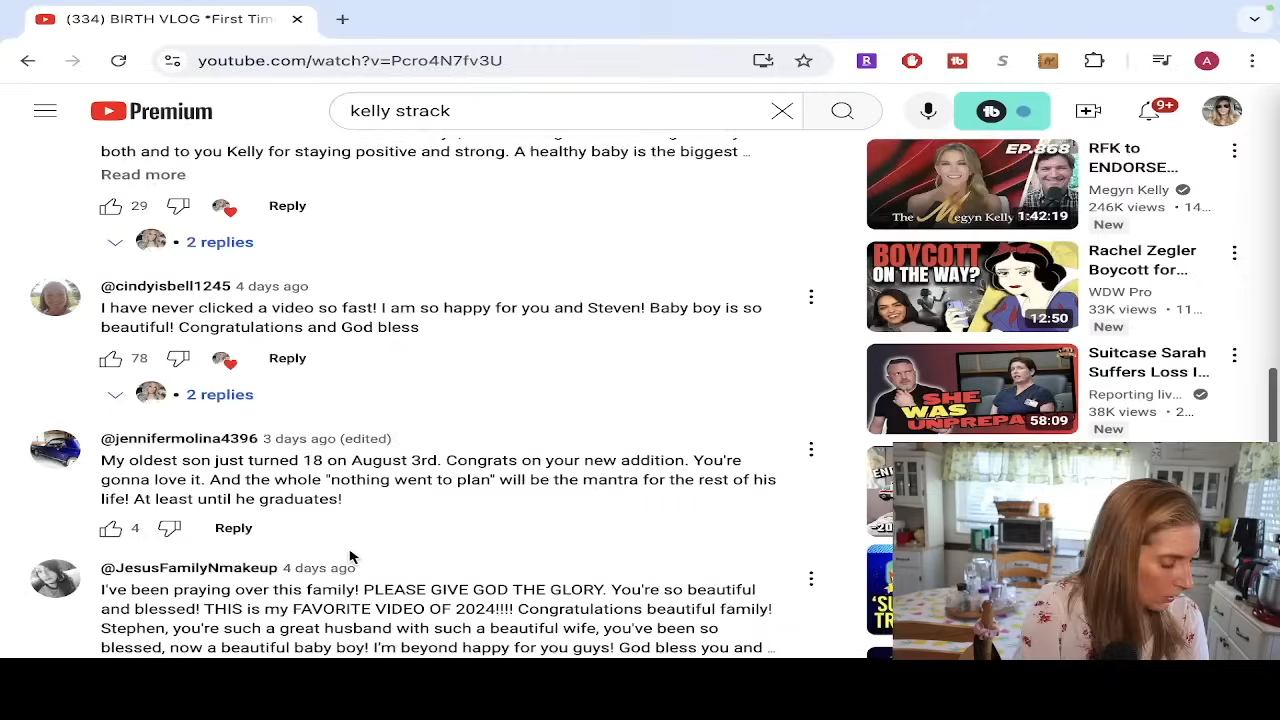 (334) BIRTH VLOG *First Tim
youtube.com/watch?v=Pcro4N7fv3U
Premium
kelly strack
9+
both and to you Kelly for staying positive and strong. A healthy baby is the biggest ...
Read more
29
Reply
2 replies
@cindyisbell1245 4 days ago
I have never clicked a video so fast! I am so happy for you and Steven! Baby boy is so
beautiful! Congratulations and God bless
78
Reply
2 replies
@jennifermolina4396 3 days ago (edited)
My oldest son just turned 18 on August 3rd. Congrats on your new addition. You're
gonna love it. And the whole "nothing went to plan" will be the mantra for the rest of his
life! At least until he graduates!
4
Reply
@JesusFamilyNmakeup 4 days ago
I've been praying over this family! PLEASE GIVE GOD THE GLORY. You're so beautiful
and blessed! THIS is my FAVORITE VIDEO OF 2024!!!! Congratulations beautiful family!
Stephen, you're such a great husband with such a beautiful wife, you've been so
blessed, now a beautiful baby boy! I'm beyond happy for you guys! God bless you and ...
EP.868
The Megyn Kelly
1:42:19
RFK to
ENDORSE...
Megyn Kelly
246K views • 14...
New
BOYCOTT
ON THE WAY?
12:50
Rachel Zegler
Boycott for...
WDW Pro
33K views • 11...
New
SHE
WAS
UNPREPA
58:09
Suitcase Sarah
Suffers Loss I...
Reporting liv...
38K views • 2...
New